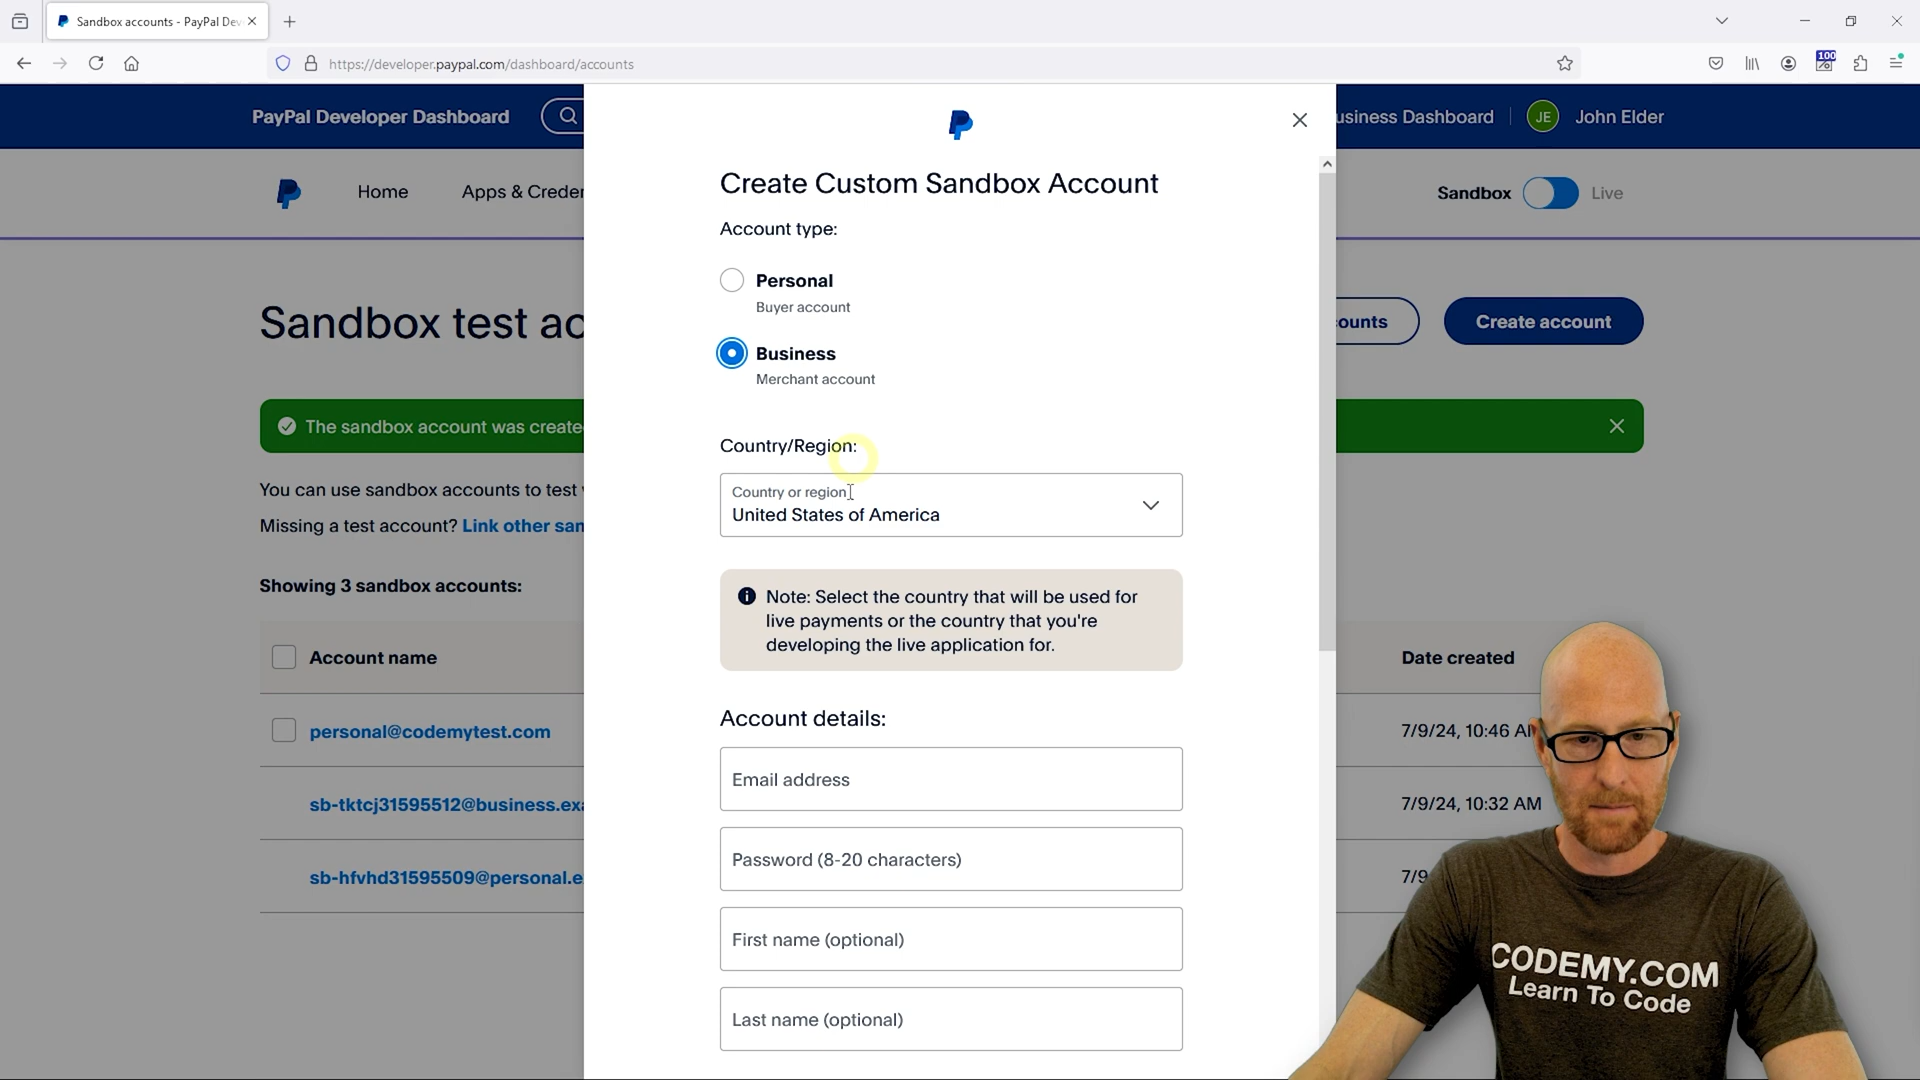 Sandbox accounts - PayPal Dev
https://developer.paypal.com/dashboard/accounts
100
PayPal Developer Dashboard
usiness Dashboard
JE
John Elder
Home
Apps & Creder
Sandbox
Live
Create Custom Sandbox Account
Account type:
Personal
Buyer account
Business
Merchant account
Sandbox test ac
ounts
Create account
The sandbox account was create
Country/Region:
Country or region
United States of America
You can use sandbox accounts to test
Missing a test account? Link other san
Note: Select the country that will be used for
live payments or the country that you're
developing the live application for.
Showing 3 sandbox accounts:
Account name
Date created
Account details:
personal@codemytest.com
7/9/24, 10:46 A
Email address
sb-tktcj31595512@business.exa
7/9/24, 10:32 AM
Password (8-20 characters)
sb-hfvhd31595509@personal.e
7/9
First name (optional)
Last name (optional)
CODEMY.COM
Learn To Code